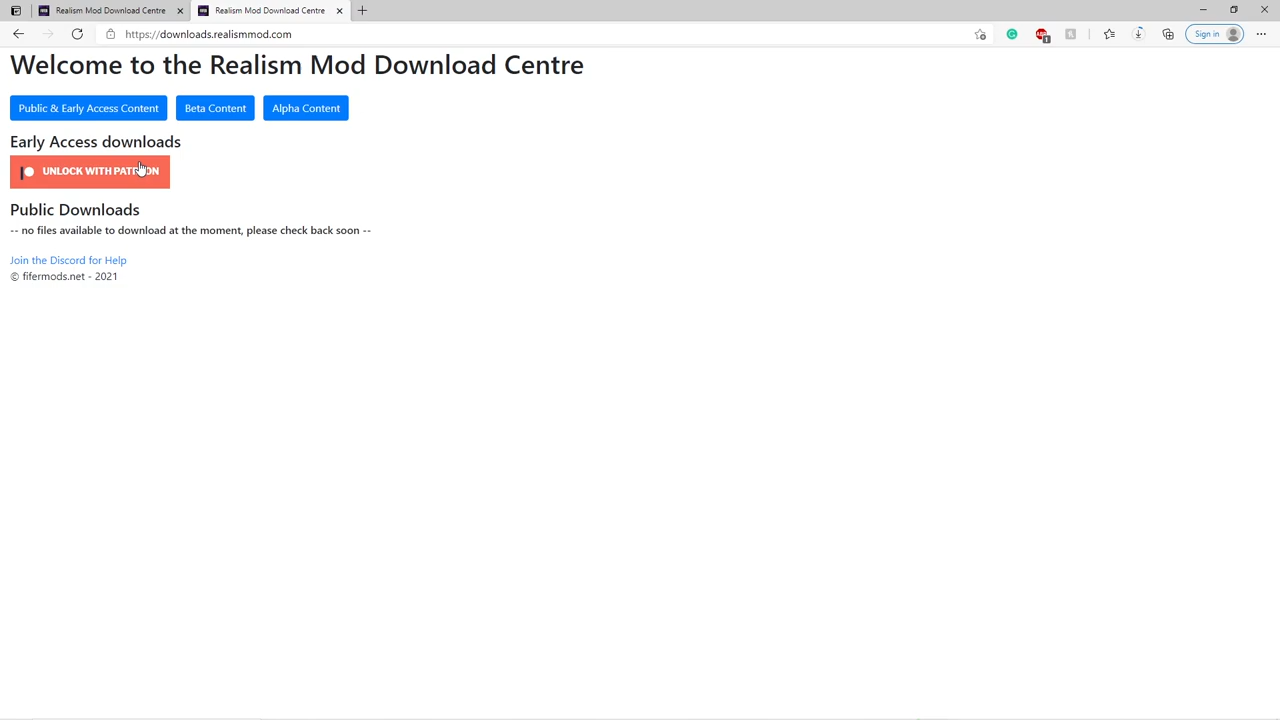 Realism Mod Download Centre
Realism Mod Download Centre
https://downloads.realismmod.com
ABP
1
Sign in
Welcome to the Realism Mod Download Centre
Public & Early Access Content
Beta Content
Alpha Content
Early Access downloads
UNLOCK WITH PATREON
Public Downloads
-- no files available to download at the moment, please check back soon --
Join the Discord for Help
© fifermods.net - 2021